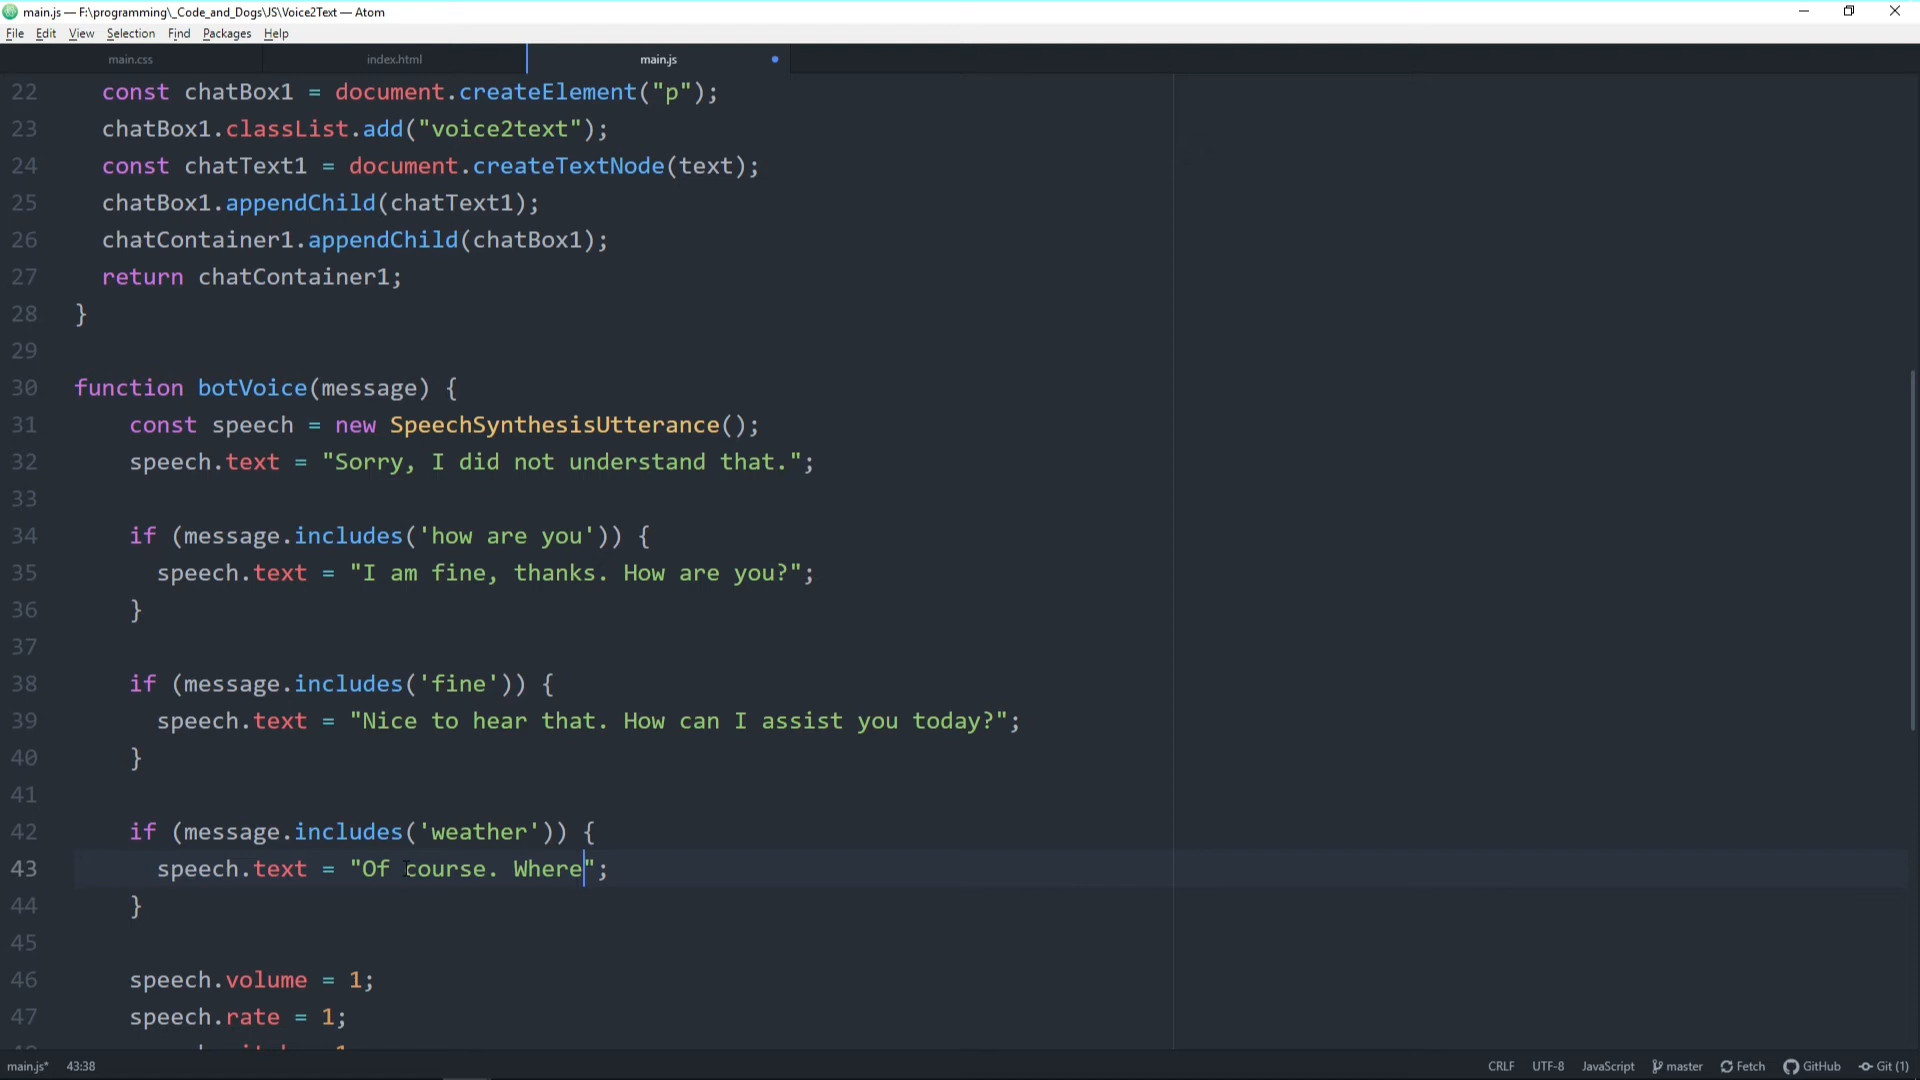 main.js — F:\programming\_Code_and_Dogs\JS\Voice2Text — Atom
File Edit View Selection Find Packages Help
main.css index.html main.js
22 const chatBox1 = document.createElement("p");
23 chatBox1.classList.add("voice2text");
24 const chatText1 = document.createTextNode(text);
25 chatBox1.appendChild(chatText1);
26 chatContainer1.appendChild(chatBox1);
27 return chatContainer1;
28 }
29
30 function botVoice(message) {
31 const speech = new SpeechSynthesisUtterance();
32 speech.text = "Sorry, I did not understand that.";
33
34 if (message.includes('how are you')) {
35 speech.text = "I am fine, thanks. How are you?";
36 }
37
38 if (message.includes('fine')) {
39 speech.text = "Nice to hear that. How can I assist you today?";
40 }
41
42 if (message.includes('weather')) {
43 speech.text = "Of course. Where";
44 }
45
46 speech.volume = 1;
47 speech.rate = 1;
main.js* 43:38 CRLF UTF-8 JavaScript master Fetch GitHub Git (1)